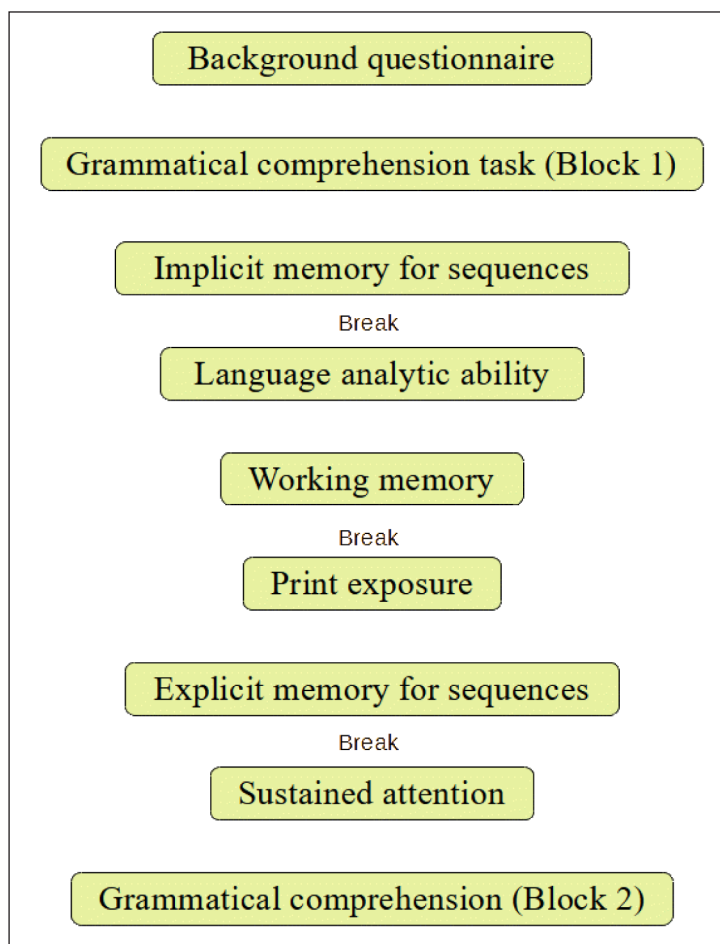 Background questionnaire
Grammatical comprehension task (Block 1)
Implicit memory for sequences
Break
Language analytic ability
Working memory
Break
Print exposure
Explicit memory for sequences
Break
Sustained attention
Grammatical comprehension (Block 2)